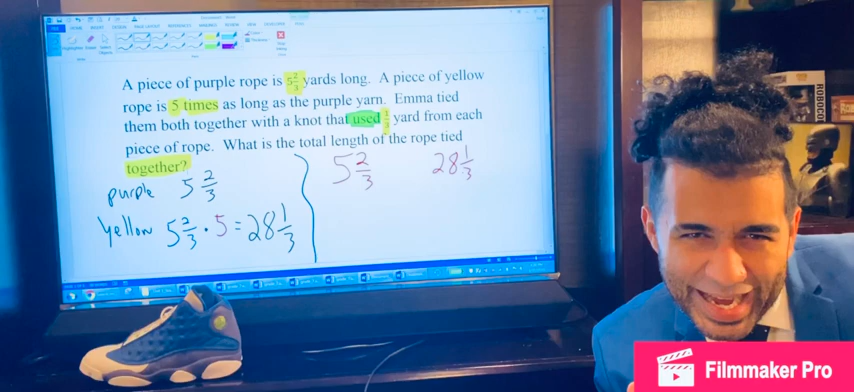 A piece of purple rope is 5 2/3 yards long. A piece of yellow
rope is 5 times as long as the purple yarn. Emma tied
them both together with a knot that used yard from each
piece of rope. What is the total length of the rope tied
together?
purple 5 2/3
Yellow 5 2/3 · 5 = 28 1/3
5 2/3 28 1/3
ROBOCO
Filmmaker Pro